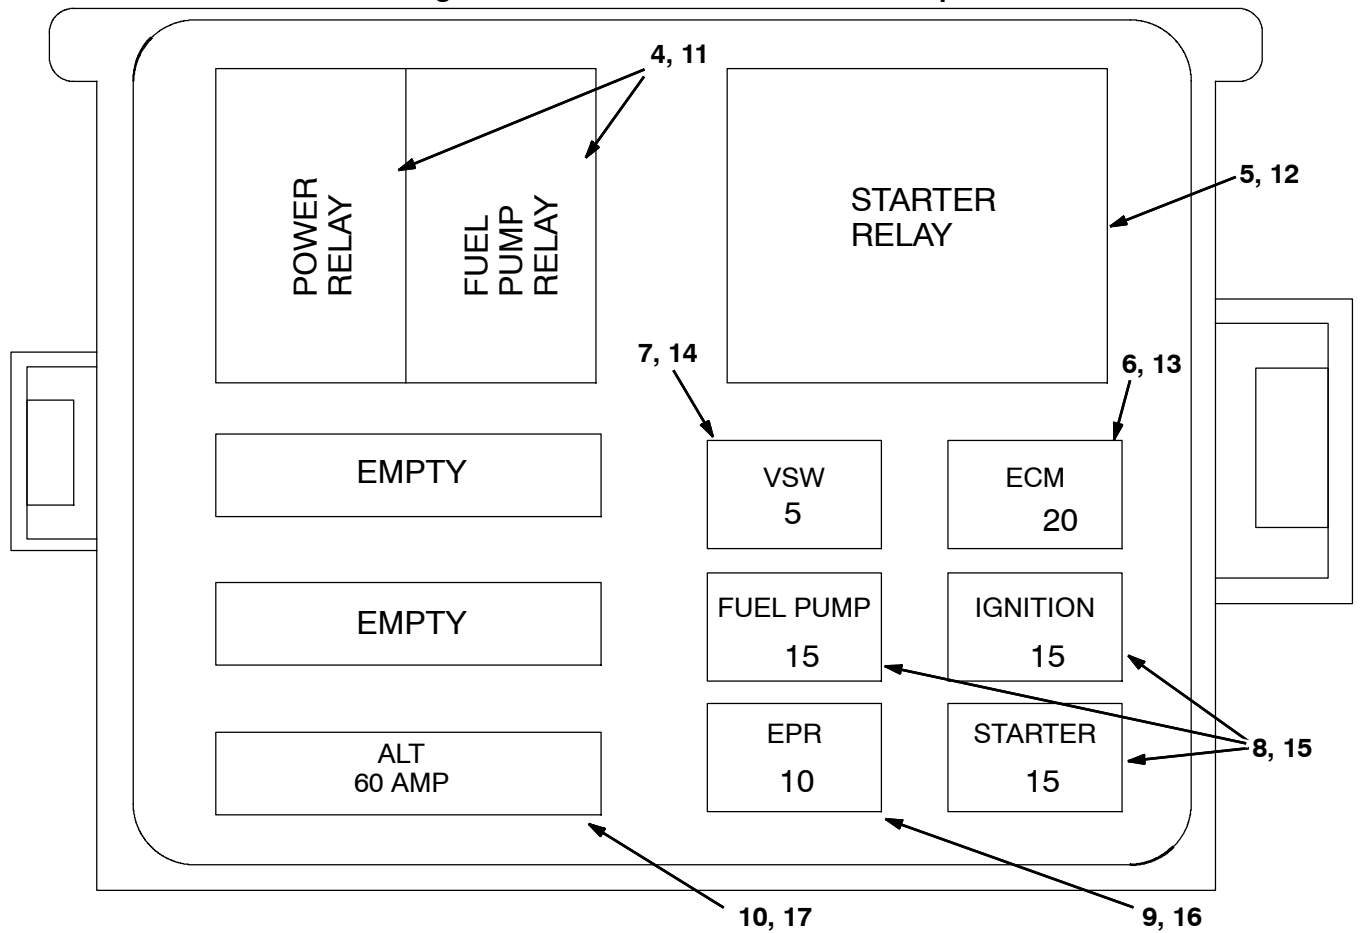 4, 11
POWER
RELAY
FUEL
PUMP
RELAY
STARTER
RELAY
5, 12
7, 14
6, 13
EMPTY
VSW
5
ECM
20
EMPTY
FUEL PUMP
15
IGNITION
15
ALT
60 AMP
EPR
10
STARTER
15
8, 15
10, 17
9, 16